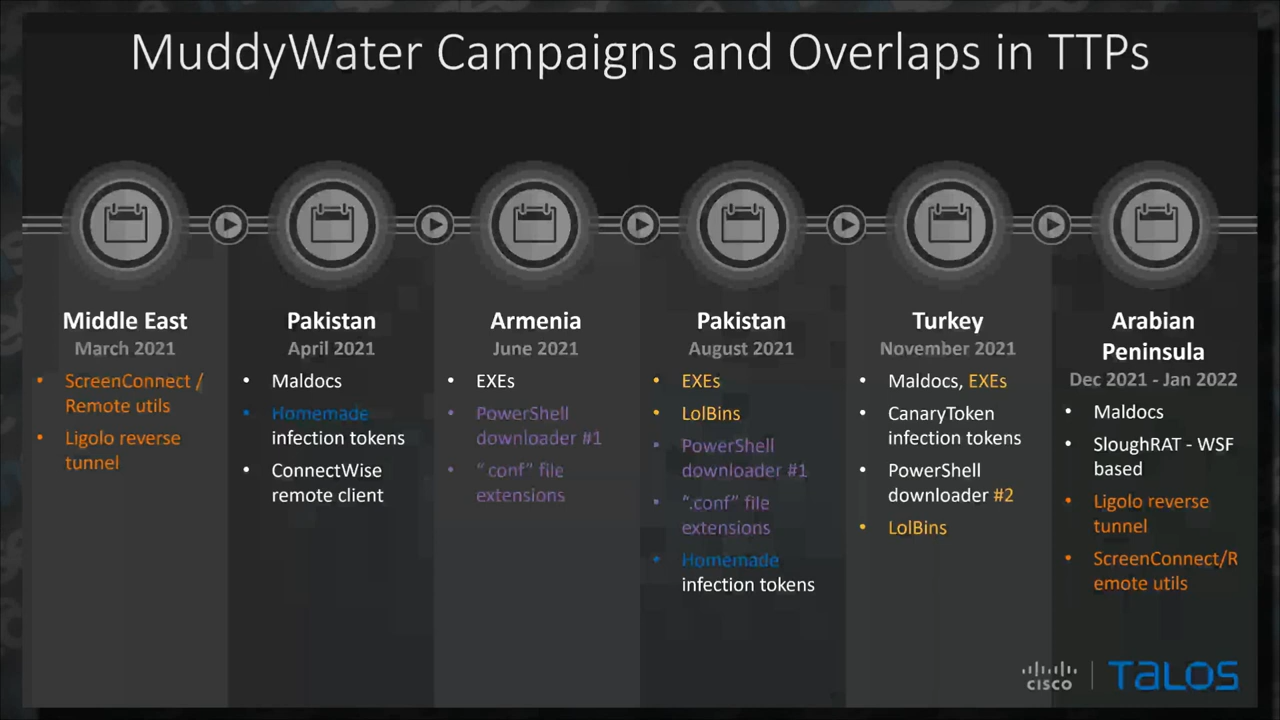 MuddyWater Campaigns and Overlaps in TTPs
Middle East
March 2021
• ScreenConnect /
Remote utils
• Ligolo reverse
tunnel
Pakistan
April 2021
• Maldocs
• Homemade
infection tokens
• ConnectWise
remote client
Armenia
June 2021
• EXEs
• PowerShell
downloader #1
• ".conf" file
extensions
Pakistan
August 2021
• EXEs
• LolBins
• PowerShell
downloader #1
• ".conf" file
extensions
• Homemade
infection tokens
Turkey
November 2021
• Maldocs, EXEs
• CanaryToken
infection tokens
• PowerShell
downloader #2
• LolBins
Arabian
Peninsula
Dec 2021 - Jan 2022
• Maldocs
• SloughRAT - WSF
based
• Ligolo reverse
tunnel
• ScreenConnect/R
emote utils
CISCO
TALOS